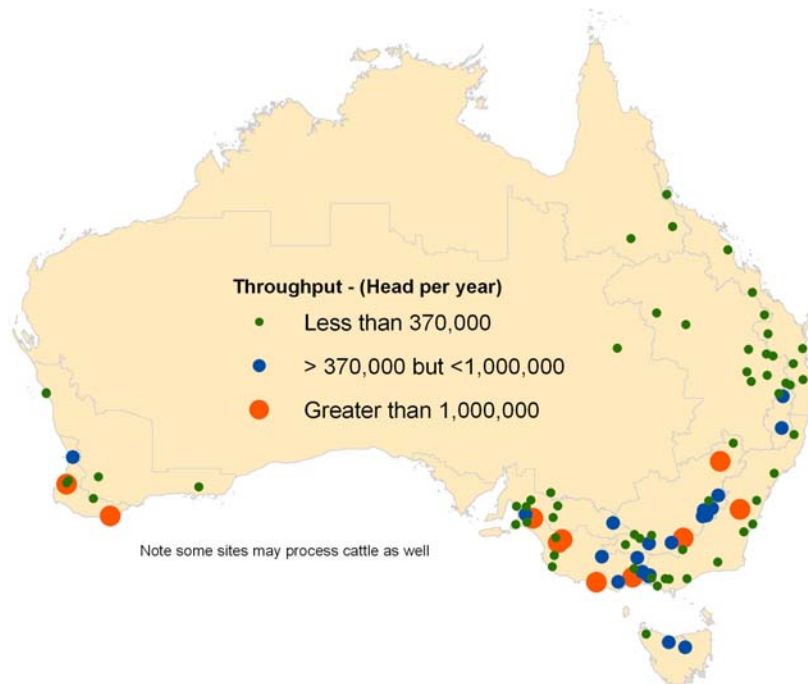 Throughput - (Head per year)
Less than 370,000
> 370,000 but <1,000,000
Greater than 1,000,000
Note some sites may process cattle as well